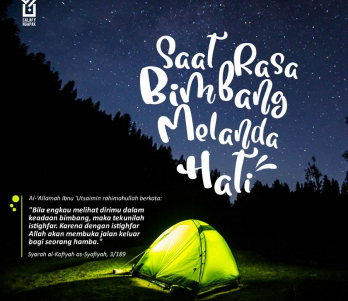 SALAFY
NGAPAK
Saat Rasa
Bimbang
Melanda
Hati
Al-'Allamah Ibnu 'Utsaimin rahimahullah berkata:
"Bila engkau melihat dirimu dalam
keadaan bimbang, maka tekunilah
istighfar. Karena dengan istighfar
Allah akan membuka jalan keluar
bagi seorang hamba."
Syarah al-Kafiyah as-Syafiyah, 3/189